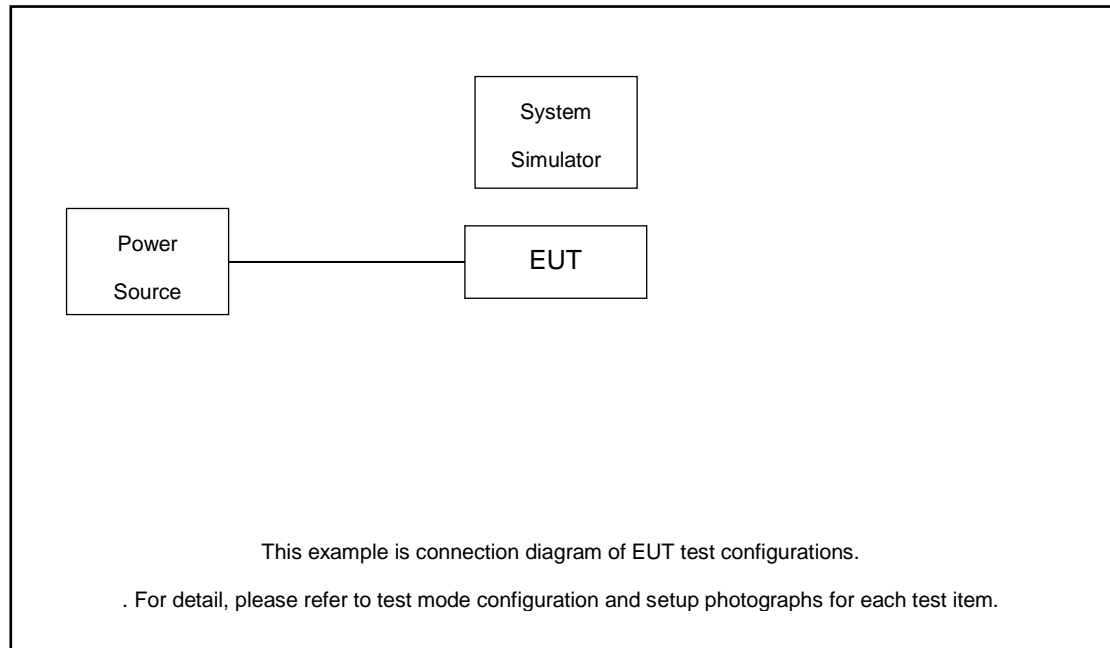 System
Simulator
Power
Source
EUT
This example is connection diagram of EUT test configurations.
. For detail, please refer to test mode configuration and setup photographs for each test item.